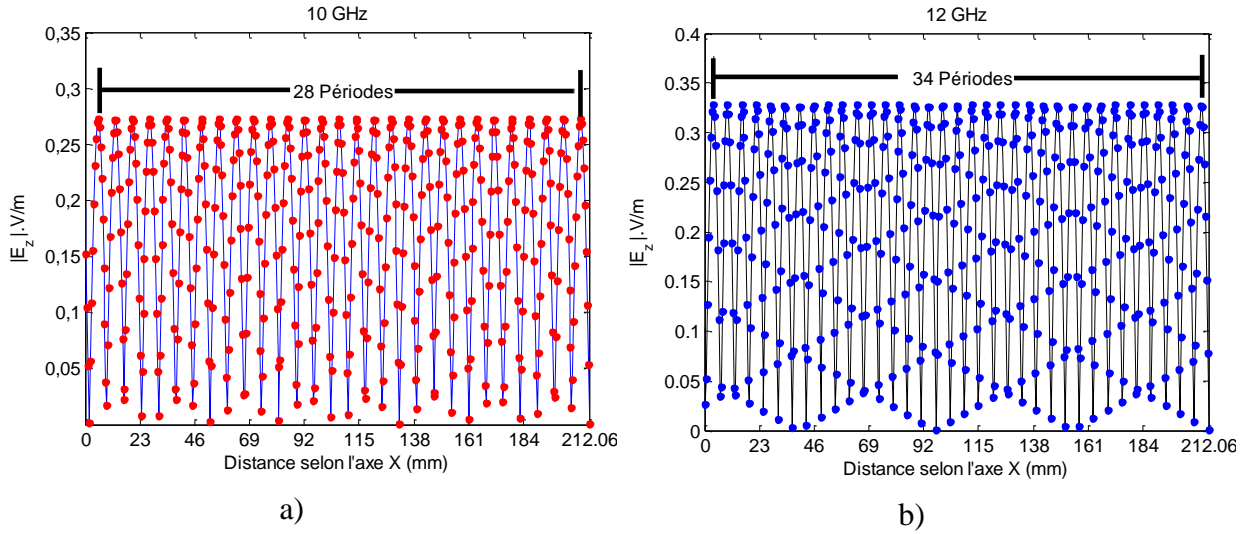 10 GHz
0,35
0,3
0,25
0,2
0,15
0,1
0,05
|E_z|.V/m
28 Périodes
0 23 46 69 92 115 138 161 184 212.06
Distance selon l'axe X (mm)
a)
12 GHz
0.4
0.35
0.3
0.25
0.2
0.15
0.1
0.05
0
|E_z|.V/m
34 Périodes
0 23 46 69 92 115 138 161 184 212.06
Distance selon l'axe X (mm)
b)